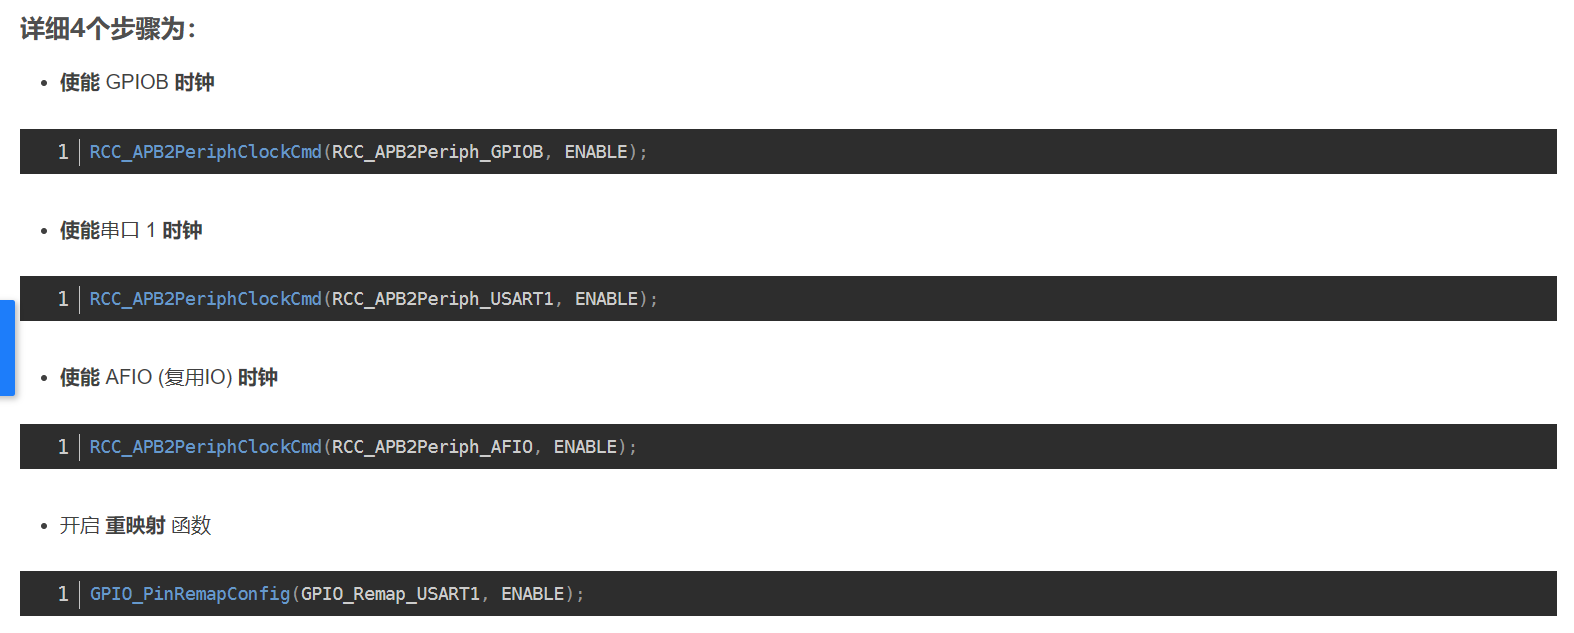 详细4个步骤为：
使能 GPIOB 时钟
1 RCC_APB2PeriphClockCmd(RCC_APB2Periph_GPIOB, ENABLE);
使能串口 1 时钟
1 RCC_APB2PeriphClockCmd(RCC_APB2Periph_USART1, ENABLE);
使能 AFIO (复用IO) 时钟
1 RCC_APB2PeriphClockCmd(RCC_APB2Periph_AFIO, ENABLE);
开启 重映射 函数
1 GPIO_PinRemapConfig(GPIO_Remap_USART1, ENABLE);